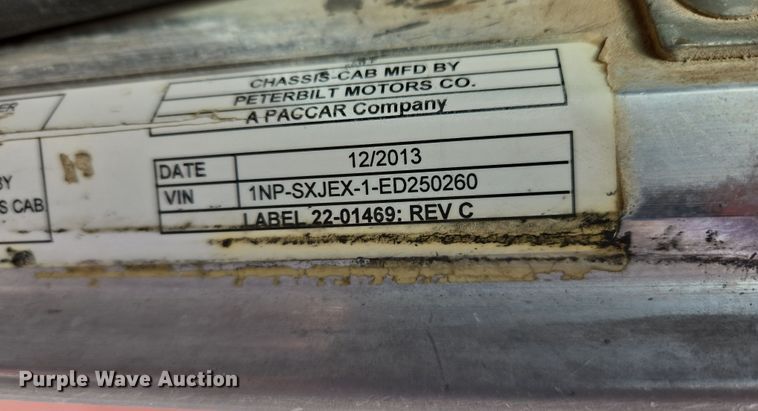 CHASSIS-CAB MFD BY
PETERBILT MOTORS CO.
A PACCAR Company
DATE 12/2013
VIN 1NP-SXJEX-1-ED250260
LABEL 22-01469: REV C
S CAB
Purple Wave Auction